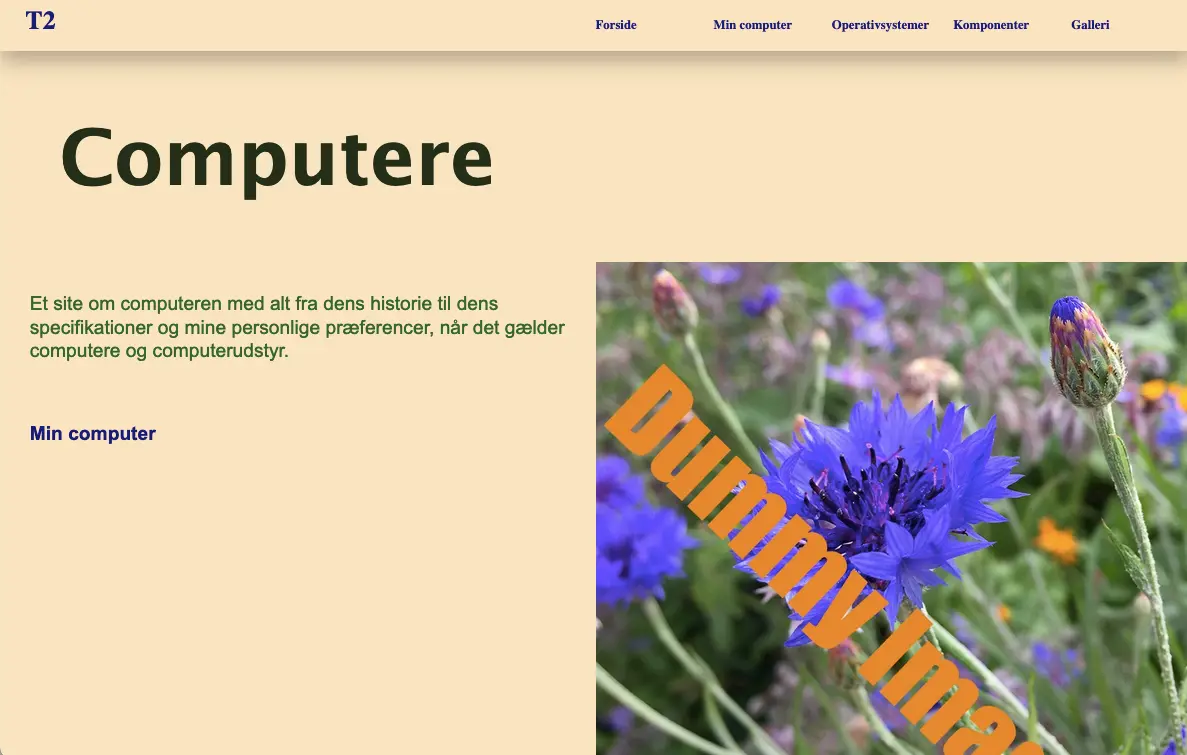 T2
Forside Min computer Operativsystemer Komponenter Galleri
Computere
Et site om computeren med alt fra dens historie til dens
specifikationer og mine personlige præferencer, når det gælder
computere og computerudstyr.
Min computer
Dummy Imag